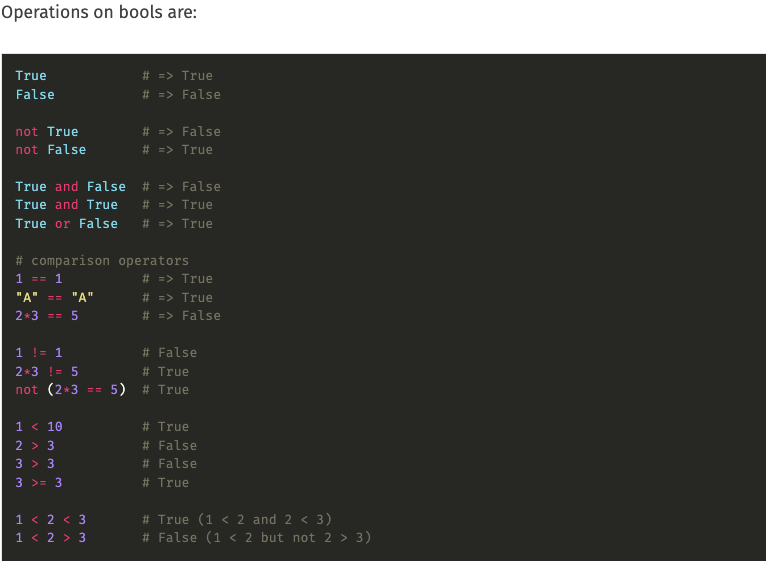 Operations on bools are:
True            # => True
False           # => False
not True        # => False
not False       # => True
True and False  # => False
True and True   # => True
True or False   # => True
# comparison operators
1 == 1          # => True
"A" == "A"      # => True
2*3 == 5        # => False
1 != 1          # False
2*3 != 5        # True
not (2*3 == 5)  # True
1 < 10          # True
2 > 3           # False
3 > 3           # False
3 >= 3          # True
1 < 2 < 3       # True (1 < 2 and 2 < 3)
1 < 2 > 3       # False (1 < 2 but not 2 > 3)